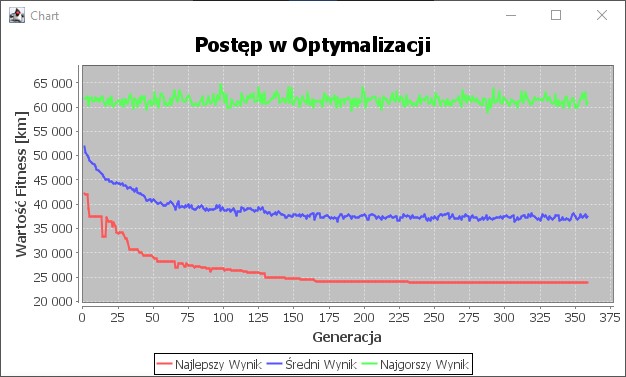 Chart
Postęp w Optymalizacji
Wartość Fitness [km]
65 000
60 000
55 000
50 000
45 000
40 000
35 000
30 000
25 000
20 000
0 25 50 75 100 125 150 175 200 225 250 275 300 325 350 375
Generacja
Najlepszy Wynik Średni Wynik Najgorszy Wynik